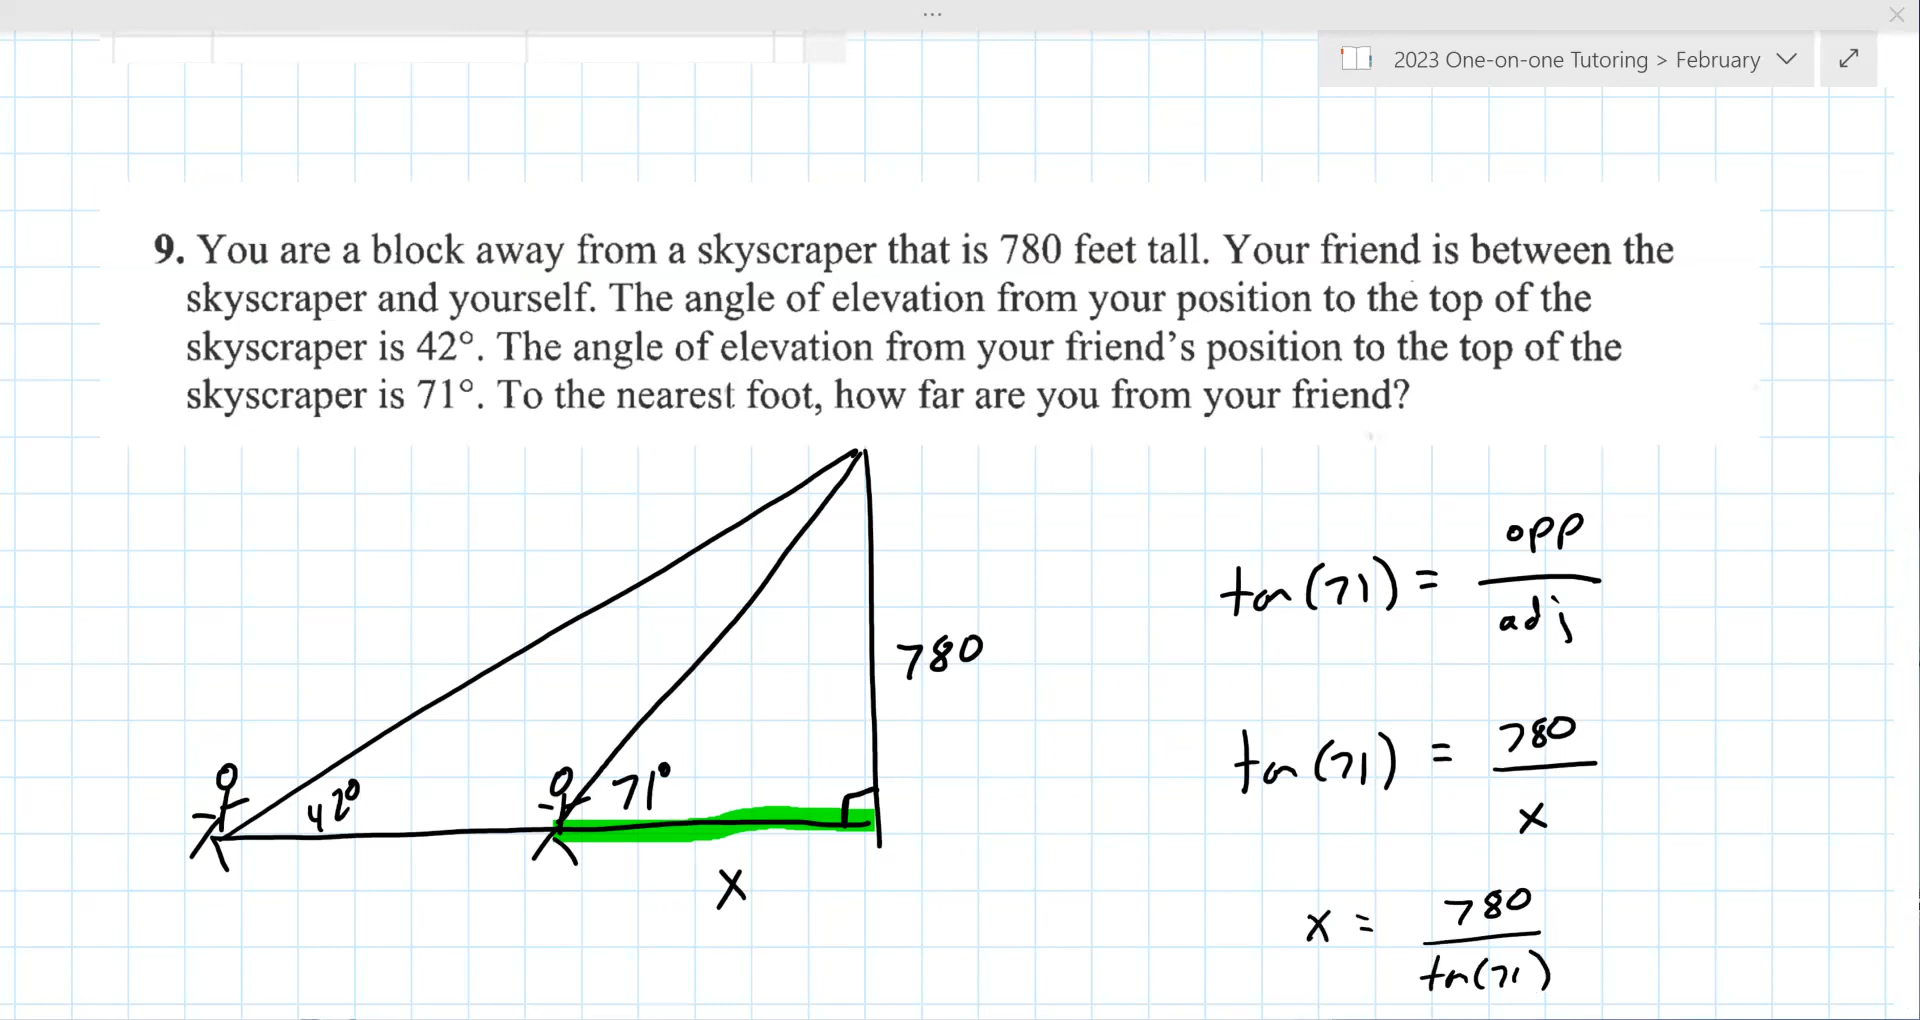 ...
2023 One-on-one Tutoring > February
9. You are a block away from a skyscraper that is 780 feet tall. Your friend is between the
skyscraper and yourself. The angle of elevation from your position to the top of the
skyscraper is 42°. The angle of elevation from your friend's position to the top of the
skyscraper is 71°. To the nearest foot, how far are you from your friend?
780
42°
71°
x
tan(71) = opp
adj
tan(71) = 780
x
x = 780
tan(71)